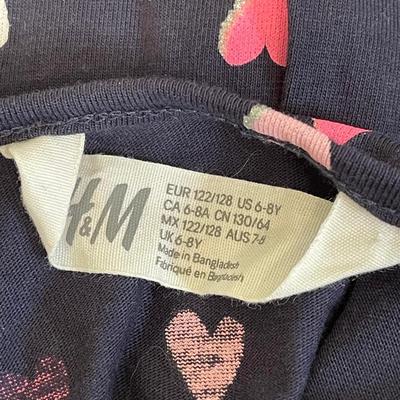 H&M
EUR 122/128 US 6-8Y
CA 6-8A CN 130/64
MX 122/128 AUS 7-8
UK 6-8Y
Made in Bangladesh
Fabriqué en Bangladesh